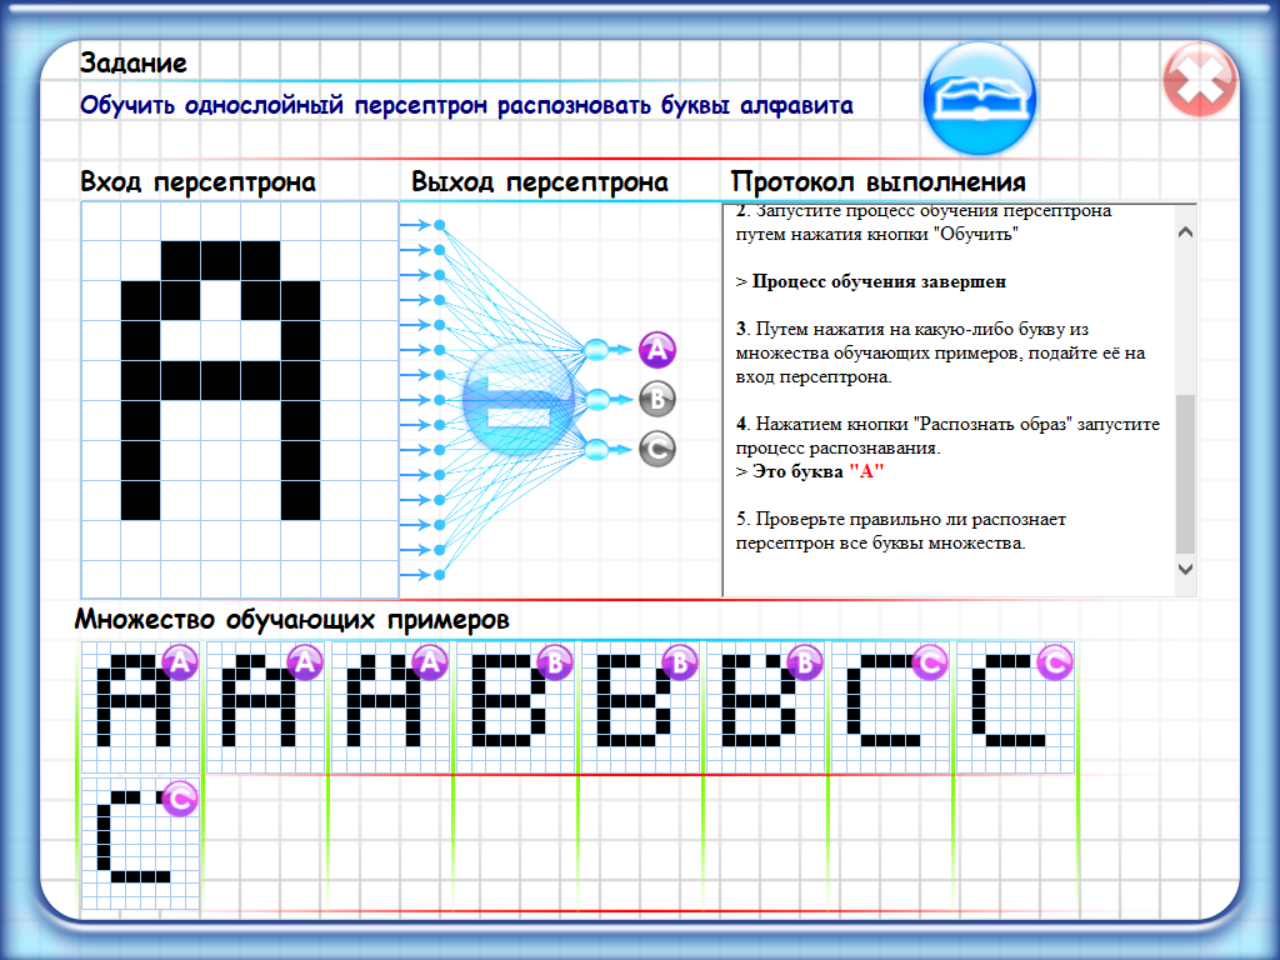 Задание
Обучить однослойный персептрон распозновать буквы алфавита
Вход персептрона
Выход персептрона
Протокол выполнения
2. Запустите процесс обучения персептрона
путем нажатия кнопки "Обучить"
> Процесс обучения завершен
3. Путем нажатия на какую-либо букву из
множества обучающих примеров, подайте её на
вход персептрона.
4. Нажатием кнопки "Распознать образ" запустите
процесс распознавания.
> Это буква "А"
5. Проверьте правильно ли распознает
персептрон все буквы множества.
A
B
C
Множество обучающих примеров
A A A B B B C C
C